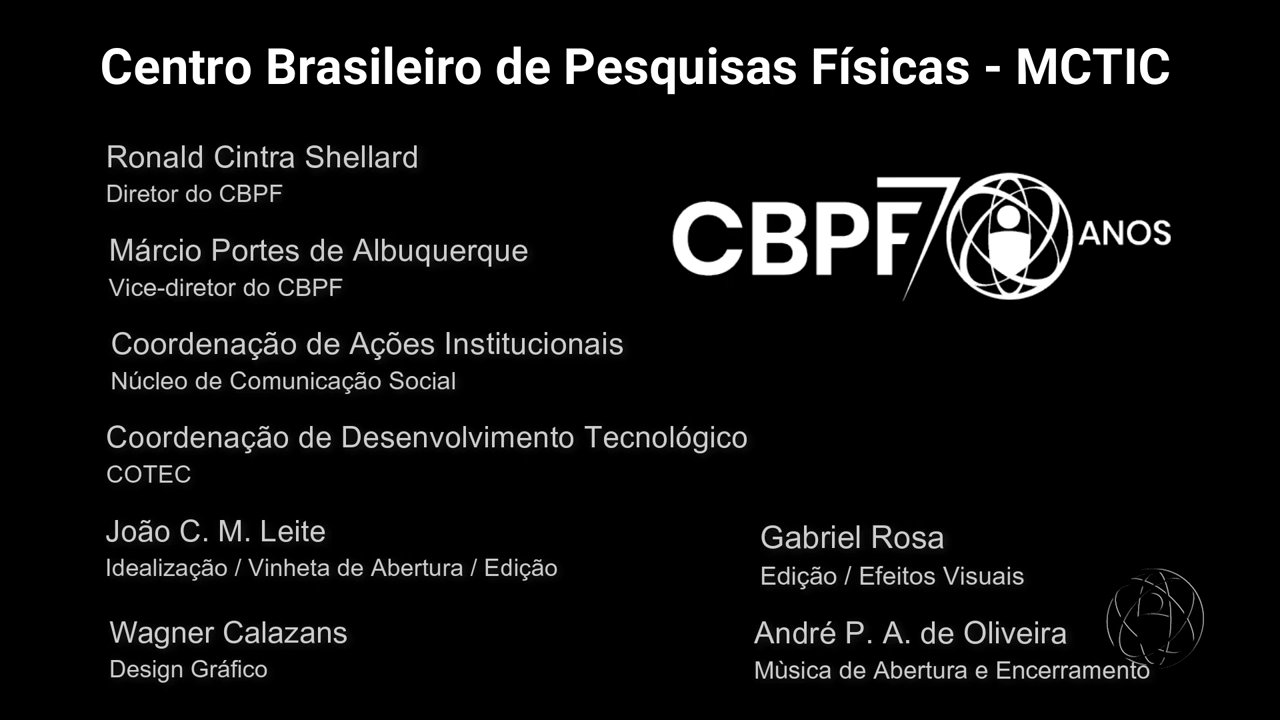 Centro Brasileiro de Pesquisas Físicas - MCTIC
Ronald Cintra Shellard
Diretor do CBPF
CBPF 70 ANOS
Márcio Portes de Albuquerque
Vice-diretor do CBPF
Coordenação de Ações Institucionais
Núcleo de Comunicação Social
Coordenação de Desenvolvimento Tecnológico
COTEC
João C. M. Leite
Idealização / Vinheta de Abertura / Edição
Gabriel Rosa
Edição / Efeitos Visuais
Wagner Calazans
Design Gráfico
André P. A. de Oliveira
Mùsica de Abertura e Encerramento